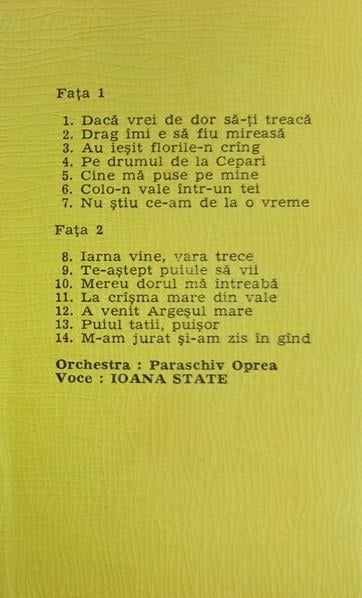 Fața 1
1. Dacă vrei de dor să-ți treacă
2. Drag îmi e să fiu mireasă
3. Au ieșit florile-n crîng
4. Pe drumul de la Cepari
5. Cine mă puse pe mine
6. Colo-n vale într-un tei
7. Nu știu ce-am de la o vreme
Fața 2
8. Iarna vine, vara trece
9. Te-aștept puiule să vii
10. Mereu dorul mă întreabă
11. La crîșma mare din vale
12. A venit Argeșul mare
13. Puiul tatii, puișor
14. M-am jurat și-am zis în gînd
Orchestra : Paraschiv Oprea
Voce : IOANA STATE